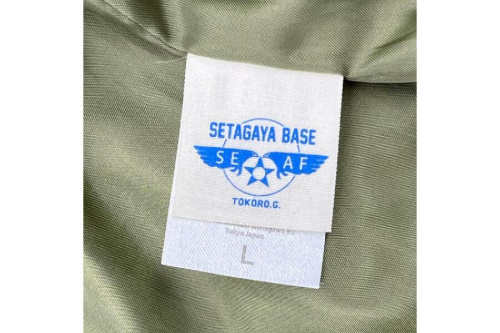 SETAGAYA BASE
SE AF
TOKORO.G.
Tokyo Japan
L